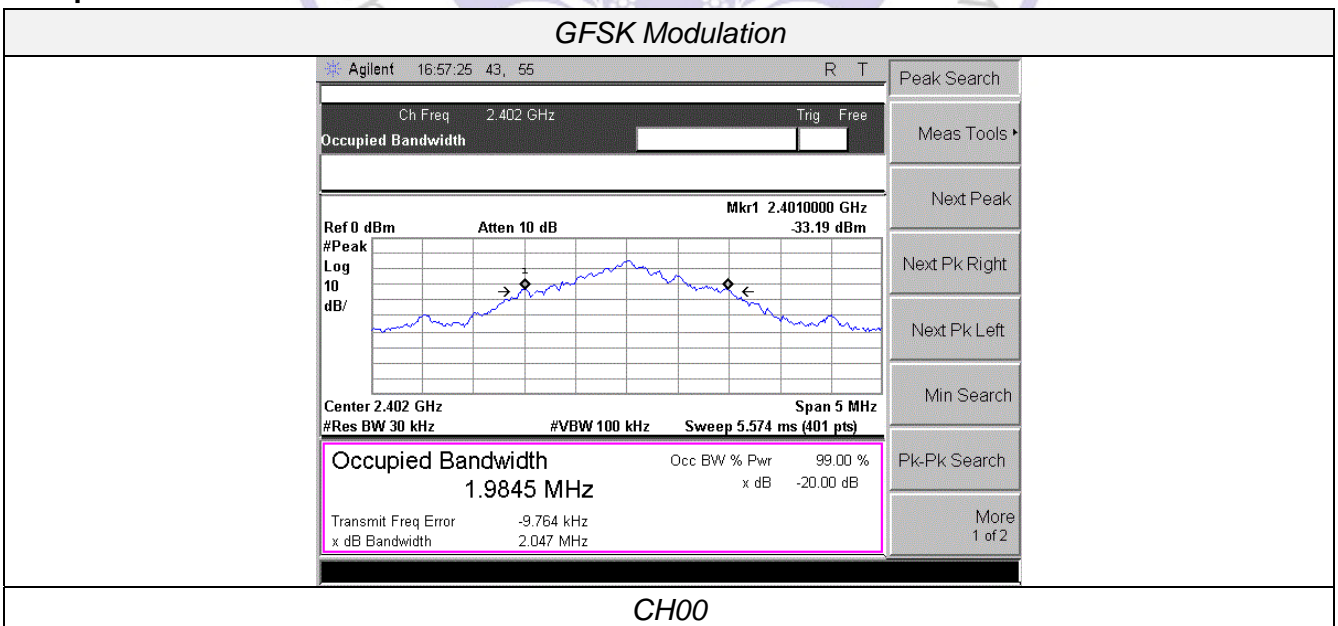 GFSK Modulation
Agilent 16:57:25 43, 55 R T
Peak Search
Ch Freq 2.402 GHz Trig Free
Occupied Bandwidth
Meas Tools
Next Peak
Mkr1 2.4010000 GHz
Ref 0 dBm Atten 10 dB -33.19 dBm
#Peak
Log
10
dB/
1
Next Pk Right
Next Pk Left
Min Search
Center 2.402 GHz Span 5 MHz
#Res BW 30 kHz #VBW 100 kHz Sweep 5.574 ms (401 pts)
Occupied Bandwidth Occ BW % Pwr 99.00 %
1.9845 MHz x dB -20.00 dB
Pk-Pk Search
Transmit Freq Error -9.764 kHz
x dB Bandwidth 2.047 MHz
More
1 of 2
CH00